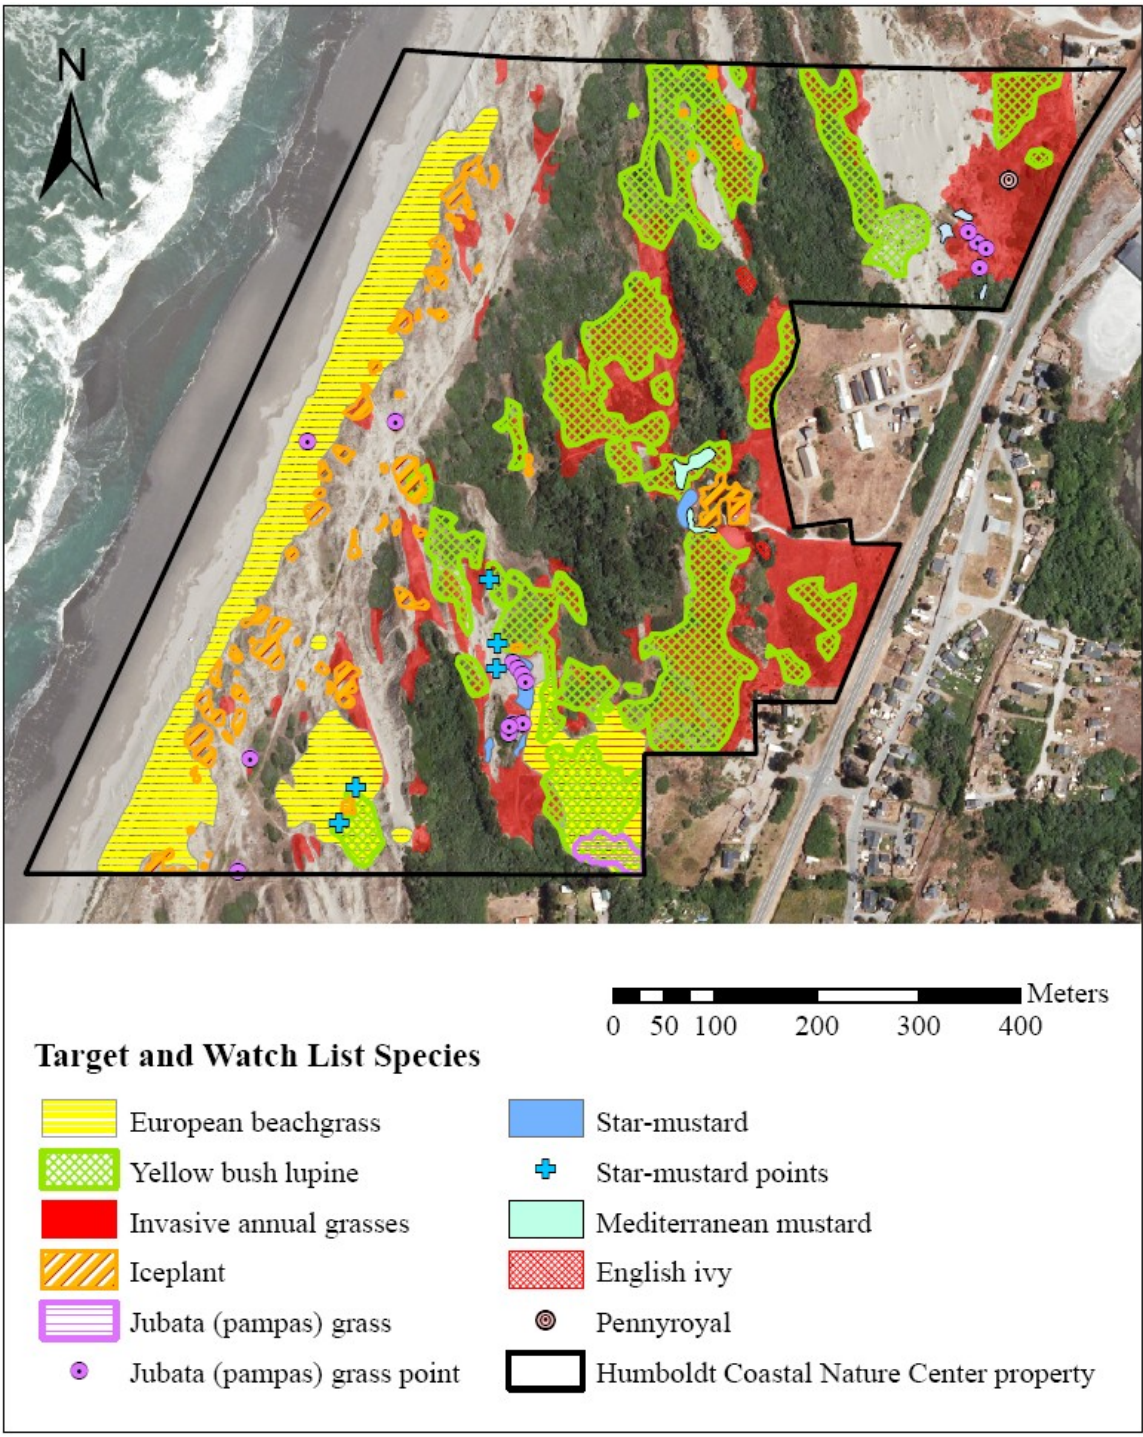 N
Meters
0 50 100 200 300 400
Target and Watch List Species
European beachgrass
Yellow bush lupine
Invasive annual grasses
Iceplant
Jubata (pampas) grass
Jubata (pampas) grass point
Star-mustard
Star-mustard points
Mediterranean mustard
English ivy
Pennyroyal
Humboldt Coastal Nature Center property